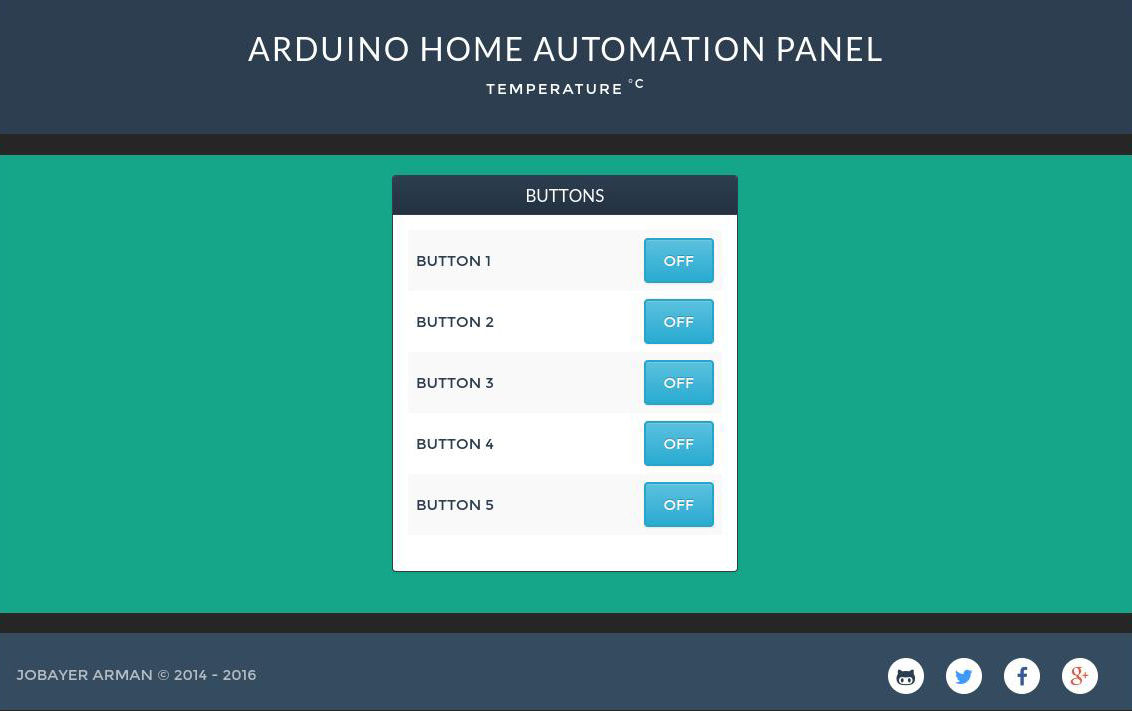 ARDUINO HOME AUTOMATION PANEL
TEMPERATURE °C
BUTTONS
BUTTON 1 OFF
BUTTON 2 OFF
BUTTON 3 OFF
BUTTON 4 OFF
BUTTON 5 OFF
JOBAYER ARMAN © 2014 - 2016